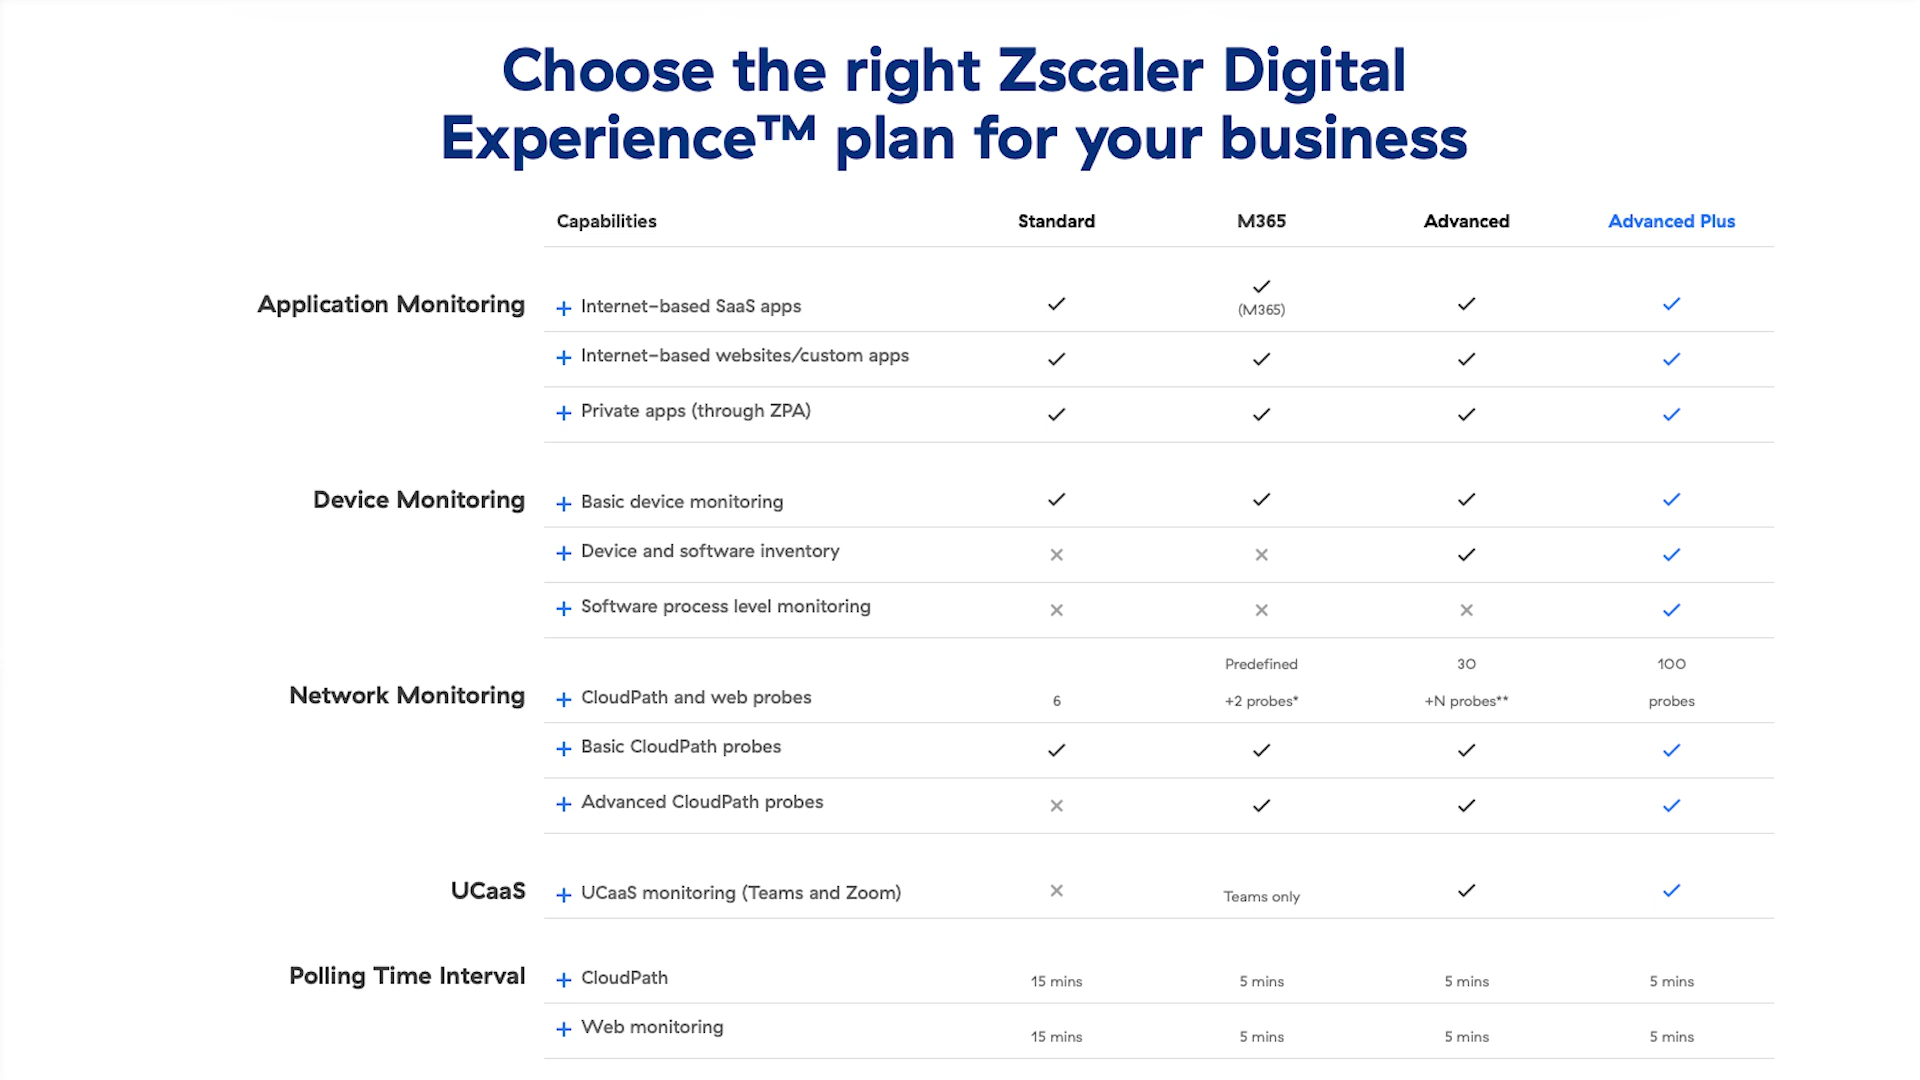 Choose the right Zscaler Digital
Experience™ plan for your business
Capabilities Standard M365 Advanced Advanced Plus
Application Monitoring + Internet-based SaaS apps ✓ ✓ (M365) ✓ ✓
+ Internet-based websites/custom apps ✓ ✓ ✓ ✓
+ Private apps (through ZPA) ✓ ✓ ✓ ✓
Device Monitoring + Basic device monitoring ✓ ✓ ✓ ✓
+ Device and software inventory × × ✓ ✓
+ Software process level monitoring × × × ✓
Predefined 30 100
Network Monitoring + CloudPath and web probes 6 +2 probes* +N probes** probes
+ Basic CloudPath probes ✓ ✓ ✓ ✓
+ Advanced CloudPath probes × ✓ ✓ ✓
UCaaS + UCaaS monitoring (Teams and Zoom) × Teams only ✓ ✓
Polling Time Interval + CloudPath 15 mins 5 mins 5 mins 5 mins
+ Web monitoring 15 mins 5 mins 5 mins 5 mins